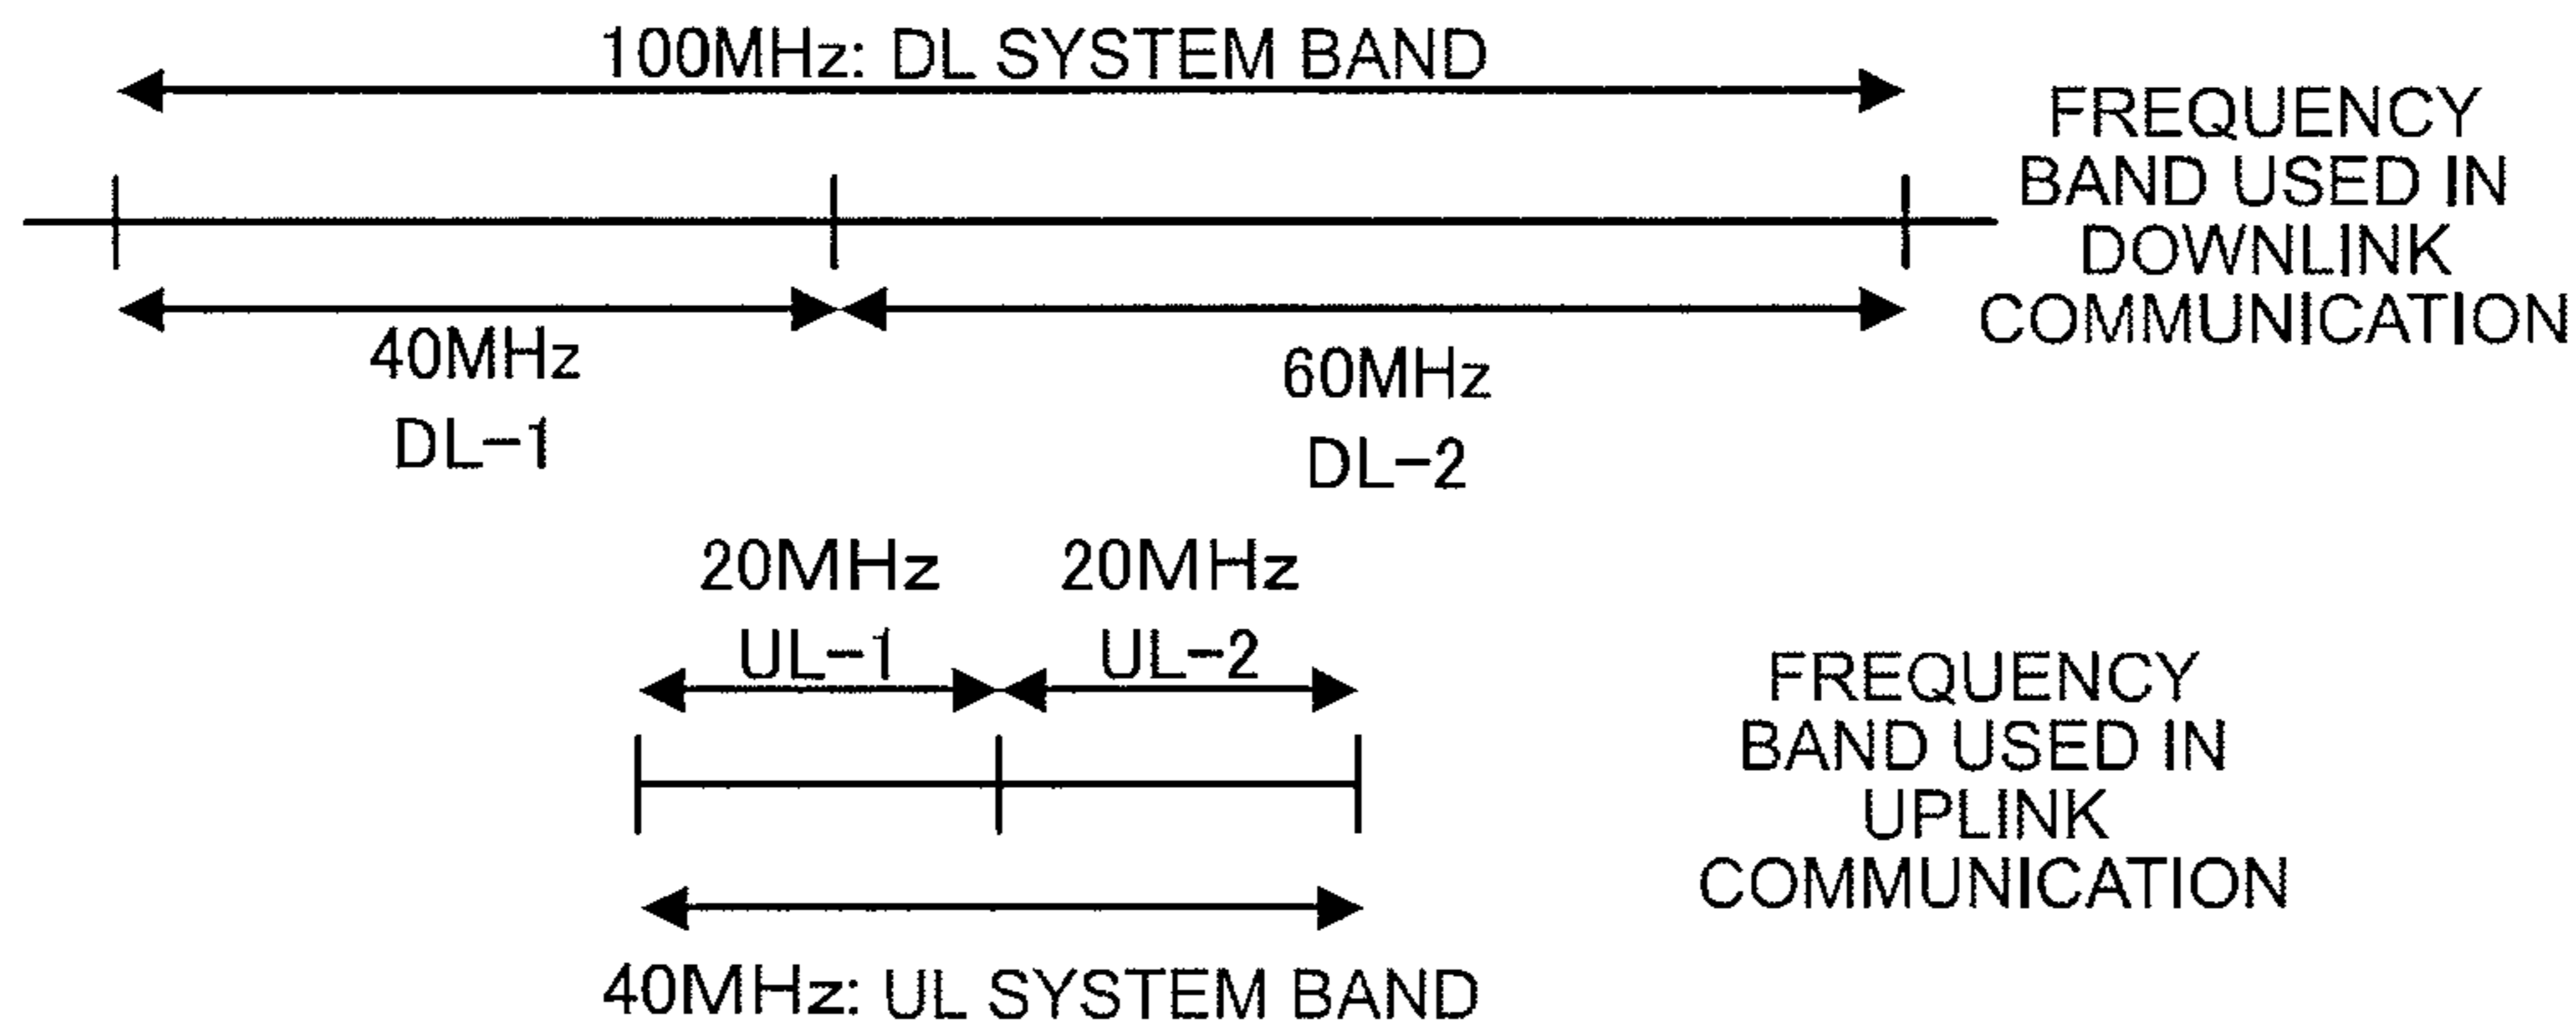 100MHz: DL SYSTEM BAND
FREQUENCY
BAND USED IN
DOWNLINK
COMMUNICATION
40MHz
DL-1
60MHz
DL-2
20MHz
UL-1
20MHz
UL-2
FREQUENCY
BAND USED IN
UPLINK
COMMUNICATION
40MHz: UL SYSTEM BAND